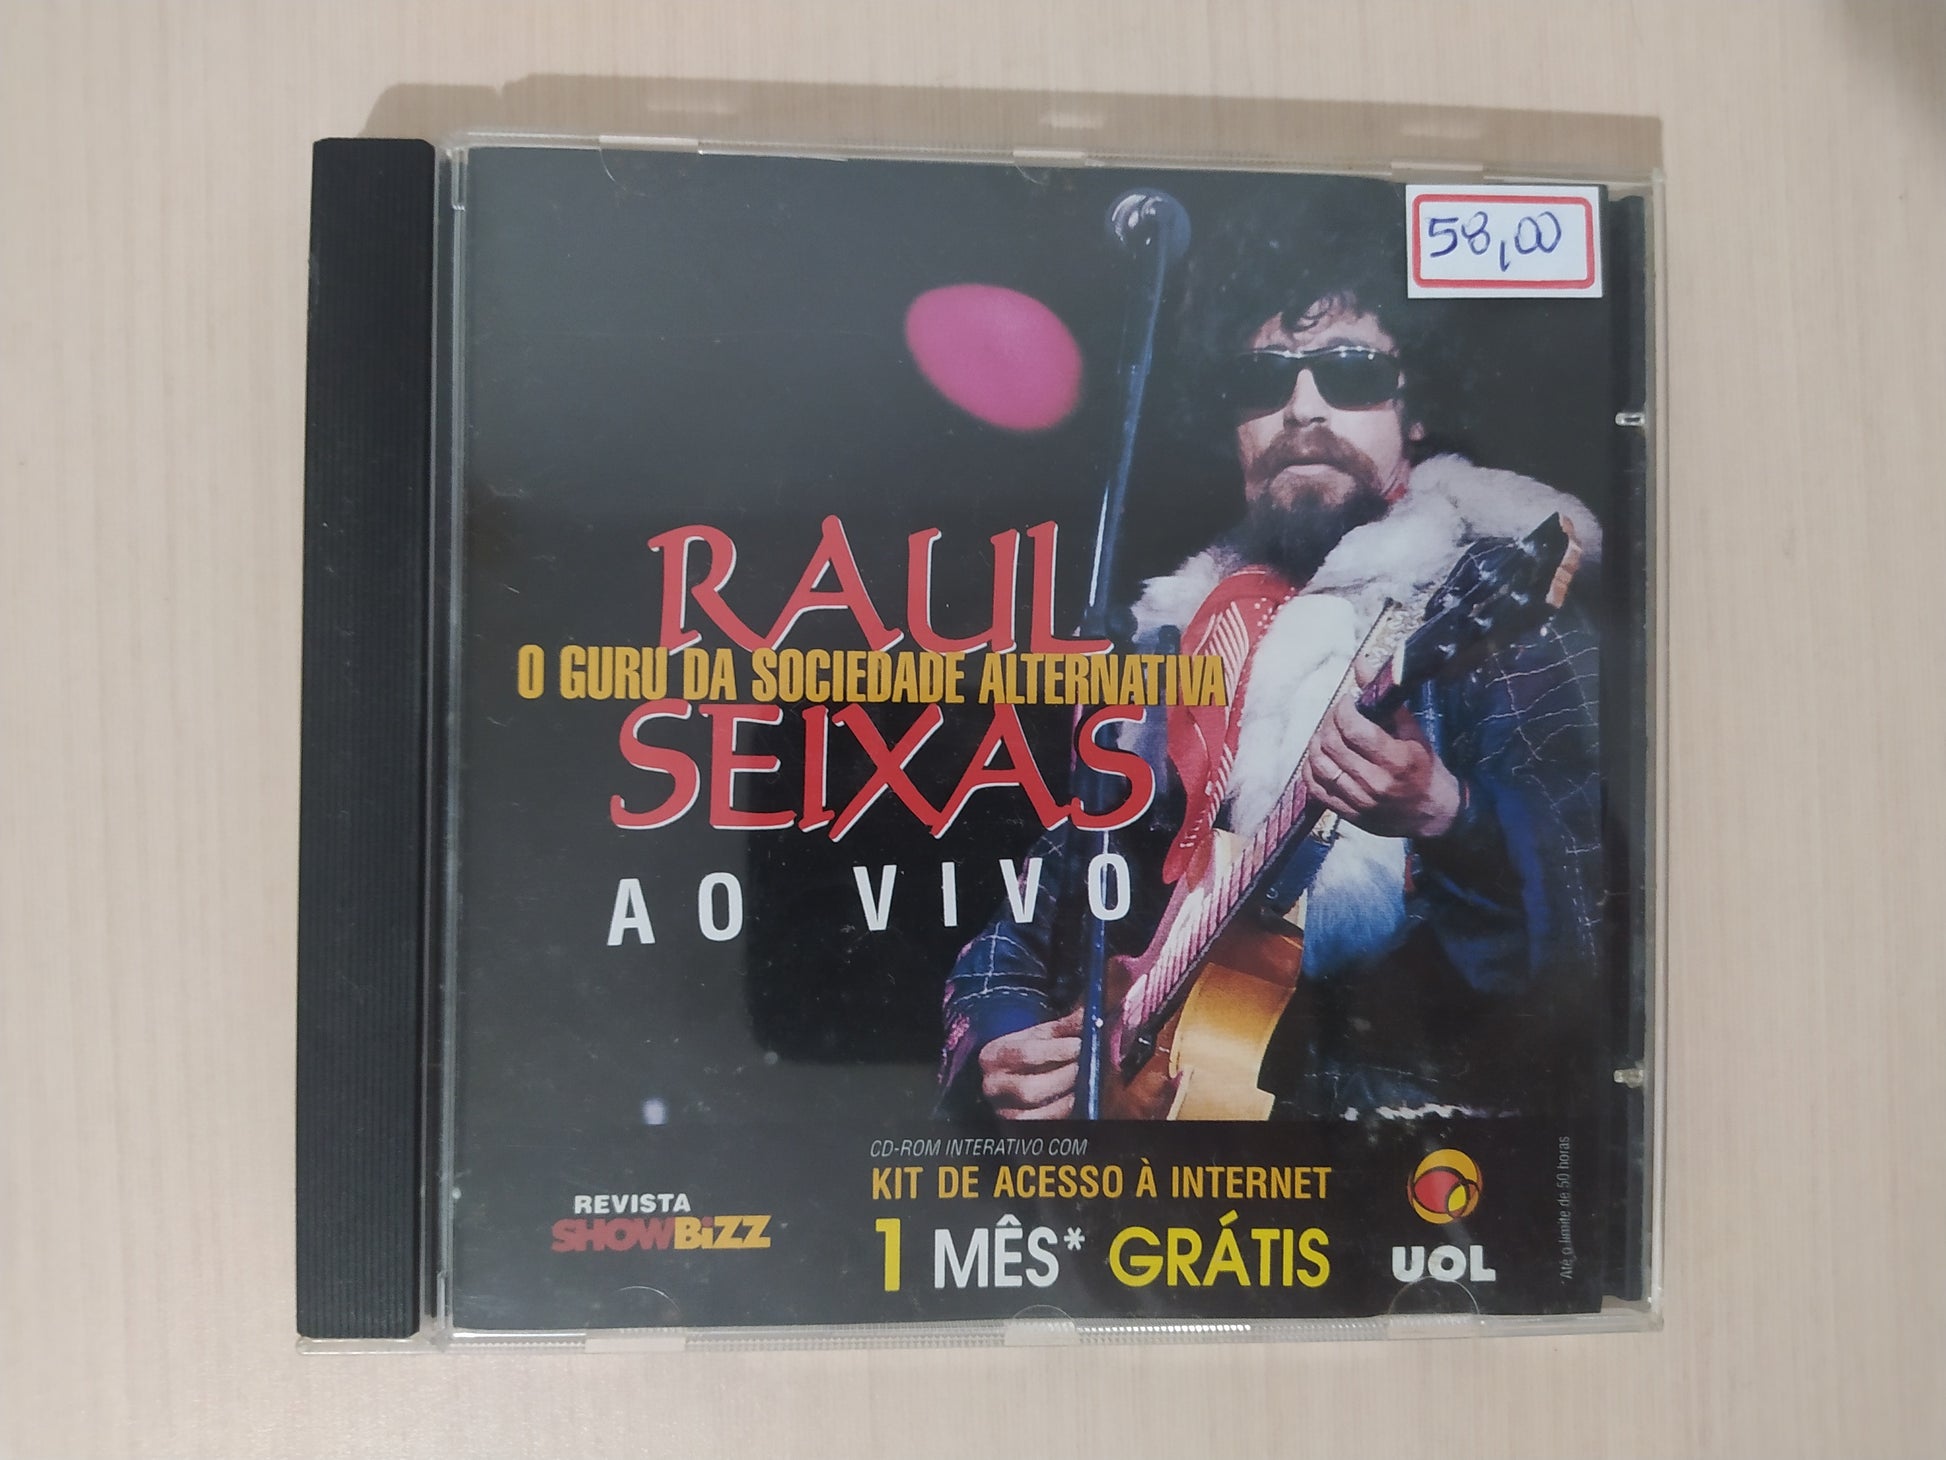 58,00
RAUL
O GURU DA SOCIEDADE ALTERNATIVA
SEIXAS
AO VIVO
CD-ROM INTERATIVO COM
KIT DE ACESSO À INTERNET
1 MÊS* GRÁTIS
REVISTA
SHOWBiZZ
UOL
*Até o limite de 50 horas